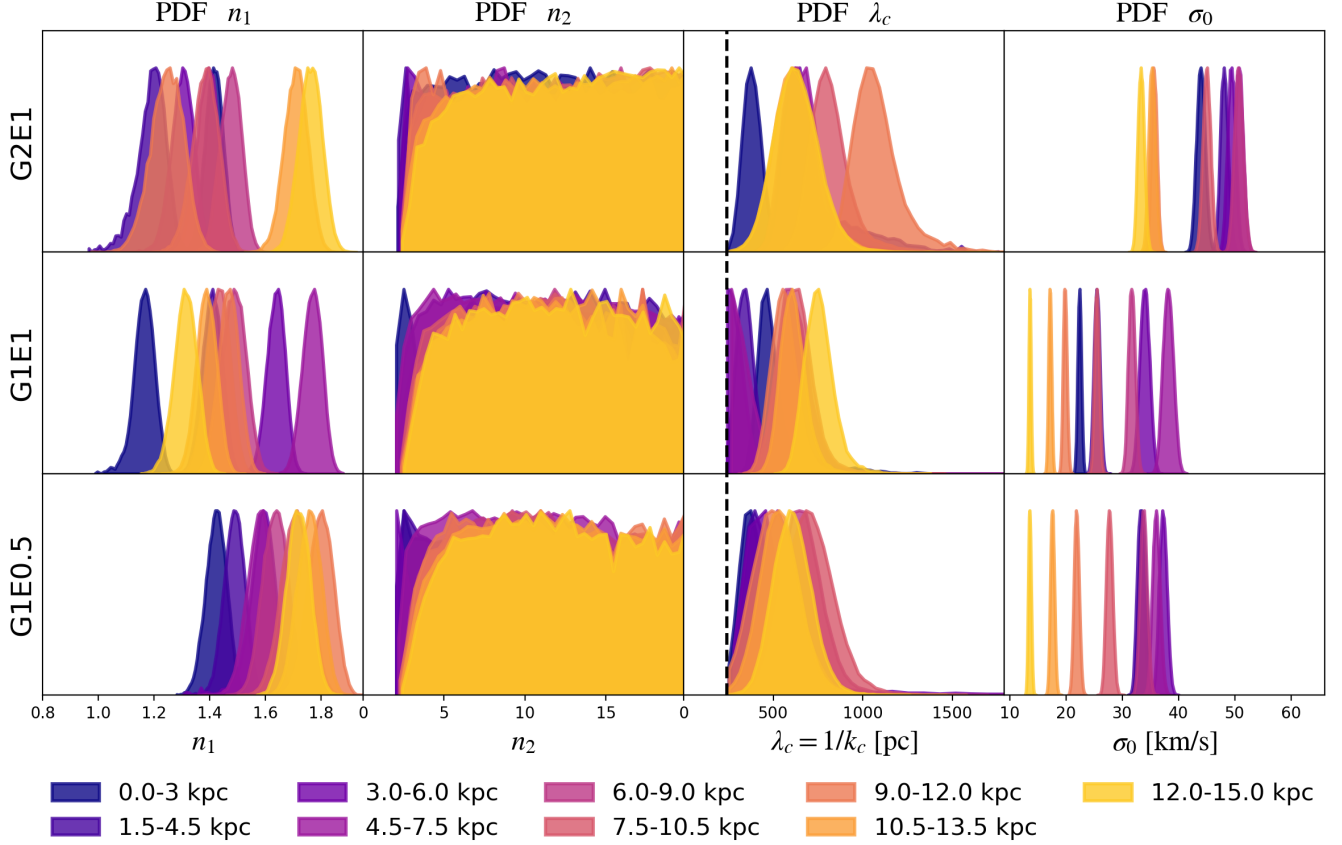 PDF n₁ PDF n₂ PDF λ_c PDF σ₀
G2E1
G1E1
G1E0.5
0.8 1.0 1.2 1.4 1.6 1.8 0 5 10 15 0 500 1000 1500 10 20 30 40 50 60
n₁ n₂ λ_c = 1/k_c [pc] σ₀ [km/s]
0.0-3 kpc 3.0-6.0 kpc 6.0-9.0 kpc 9.0-12.0 kpc 12.0-15.0 kpc
1.5-4.5 kpc 4.5-7.5 kpc 7.5-10.5 kpc 10.5-13.5 kpc